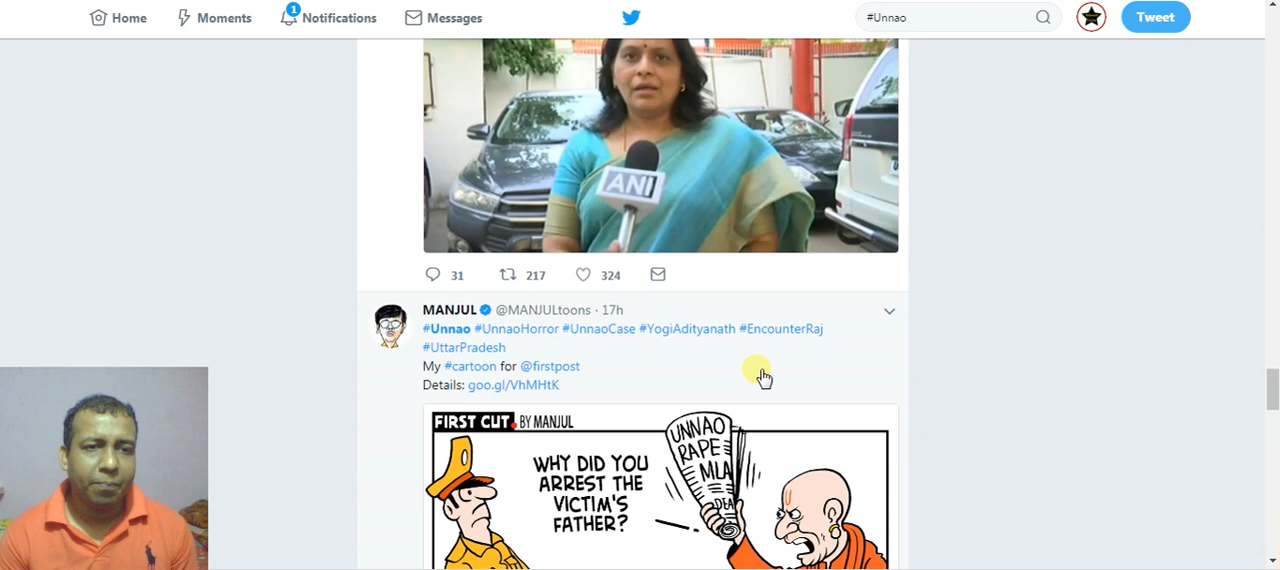 Home Moments 1 Notifications Messages #Unnao Tweet
ANI
31 217 324
MANJUL @MANJULtoons · 17h
#Unnao #UnnaoHorror #UnnaoCase #YogiAdityanath #EncounterRaj
#UttarPradesh
My #cartoon for @firstpost
Details: goo.gl/VhMHtK
FIRST CUT. BY MANJUL
WHY DID YOU
ARREST THE
VICTIM'S
FATHER?
UNNAO
RAPE
MLA